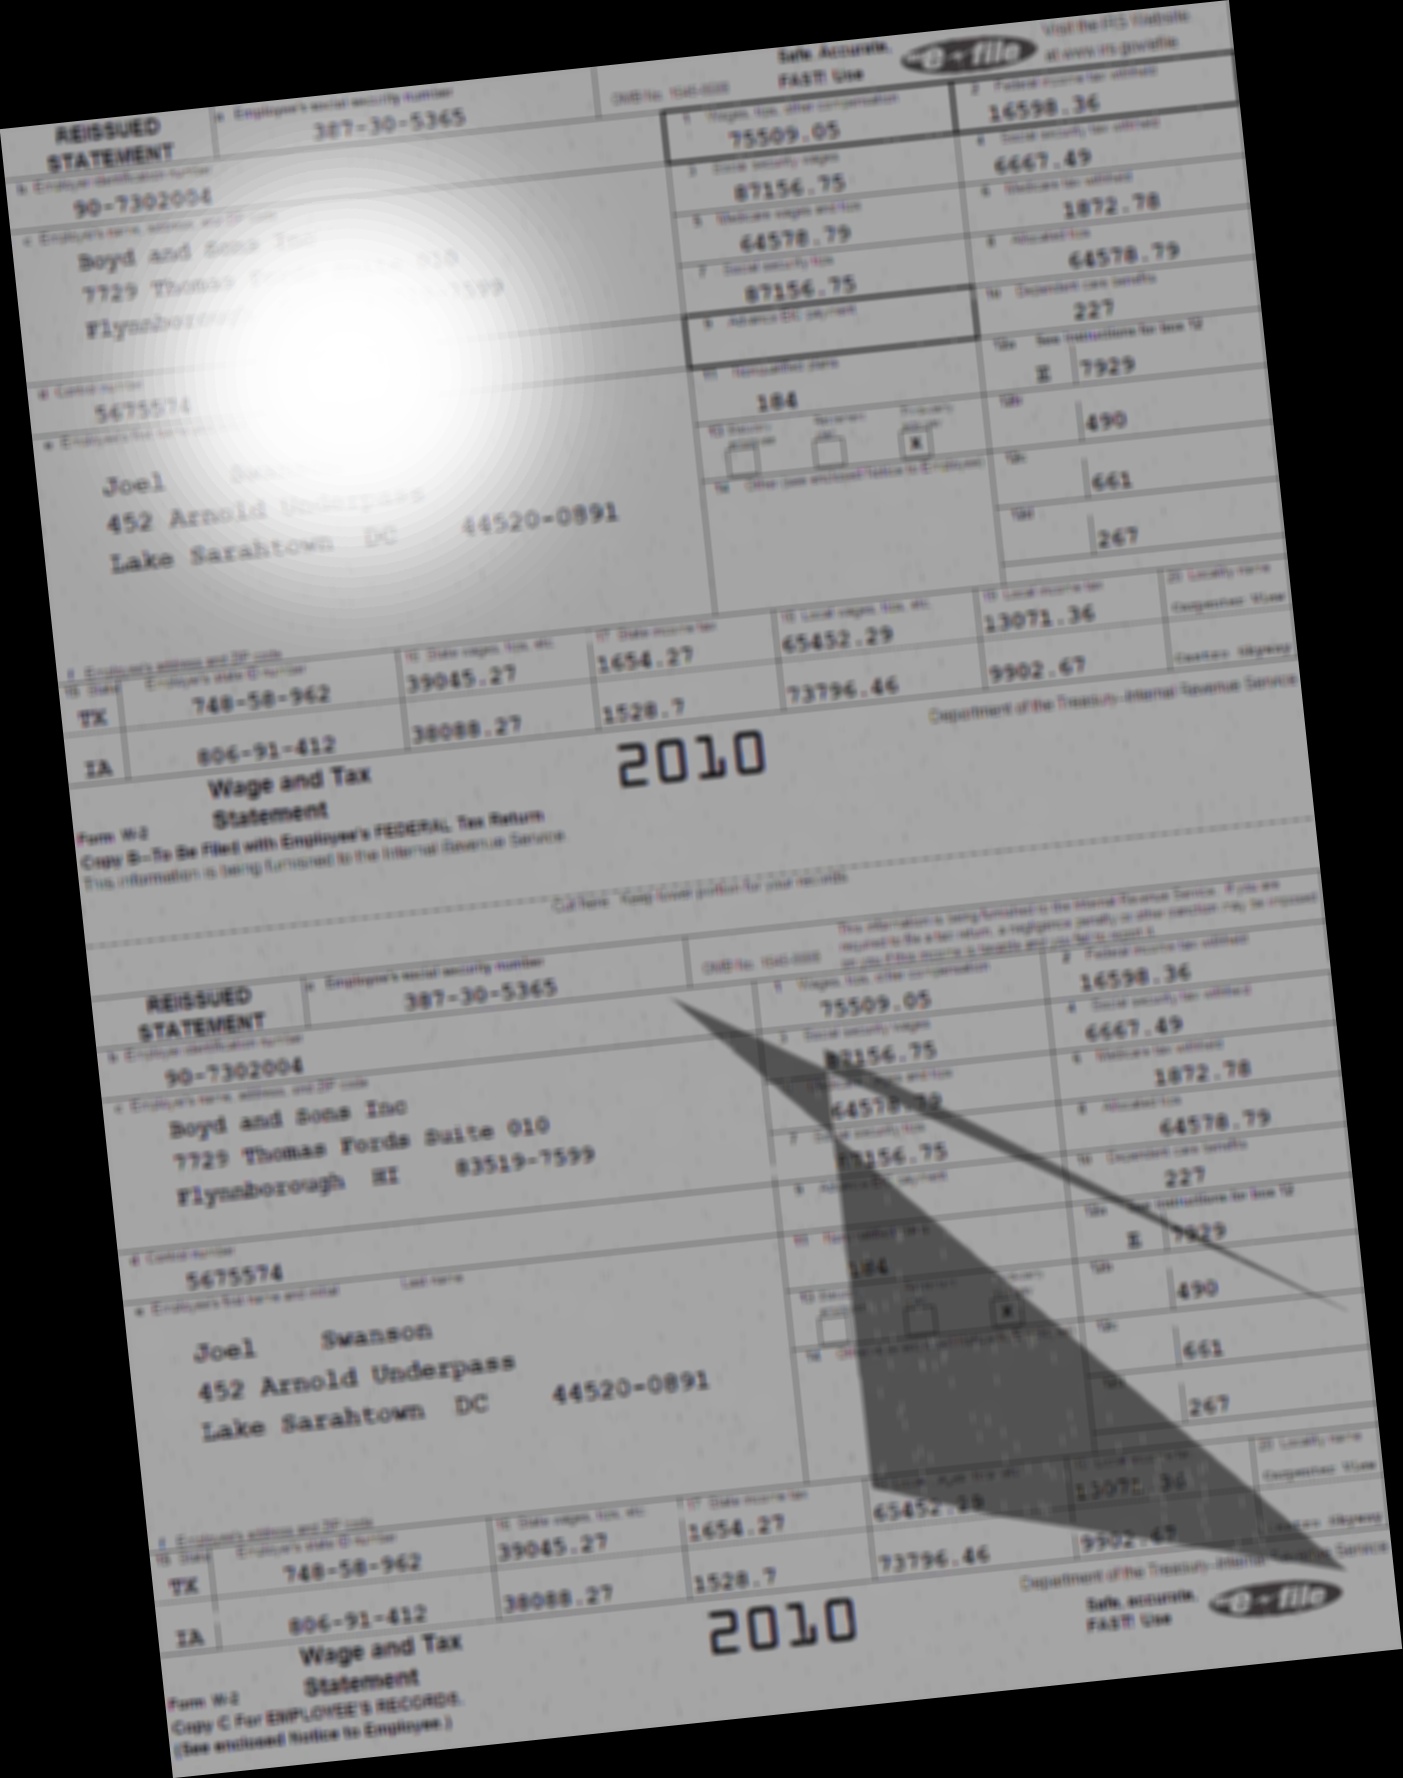 REISSUED
STATEMENT
a Employee's social security number
387-30-5365
OMB No. 1545-0008
Safe, Accurate,
FAST! Use
e-file
Visit the IRS Website
at www.irs.gov/efile
b Employer identification number
90-7302004
1 Wages, tips, other compensation
75509.05
2 Federal income tax withheld
16598.36
3 Social security wages
87156.75
4 Social security tax withheld
6667.49
c Employer's name, address, and ZIP code
Boyd and Sons Inc
7729 Thomas Fords 010
Flynnborough 7599
5 Medicare wages and tips
64578.79
6 Medicare tax withheld
1872.78
7 Social security tips
87156.75
8 Allocated tips
64578.79
d Control number
5675574
9 Advance EIC payment
10 Dependent care benefits
227
e Employee's first name and
Joel Swanson
452 Arnold Underpass
Lake Sarahtown DC 44520-0891
11 Nonqualified plans
184
12a See instructions for box 12
E 7929
13 Statutory employee Retirement plan Third-party sick pay
X
12b
490
14 Other (see enclosed Notice to Employee)
12c
661
12d
267
f Employee's address and ZIP code
15 State Employer's state ID number
TX 748-58-962
IA 806-91-412
16 State wages, tips, etc.
39045.27
38088.27
17 State income tax
1654.27
1528.7
18 Local wages, tips, etc.
65452.29
73796.46
19 Local income tax
13071.36
9902.67
20 Locality name
Carpenter View
Skyway
Form W-2
Wage and Tax
Statement
2010
Department of the Treasury-Internal Revenue Service
Copy B-To Be Filed with Employee's FEDERAL Tax Return
This information is being furnished to the Internal Revenue Service.
Cut here. Keep lower portion for your records.
REISSUED
STATEMENT
a Employee's social security number
387-30-5365
OMB No. 1545-0008
This information is being furnished to the Internal Revenue Service. If you are
required to file a tax return, a negligence penalty or other sanction may be imposed
on you if this income is taxable and you fail to report it.
b Employer identification number
90-7302004
1 Wages, tips, other compensation
75509.05
2 Federal income tax withheld
16598.36
3 Social security wages
87156.75
4 Social security tax withheld
6667.49
c Employer's name, address, and ZIP code
Boyd and Sons Inc
7729 Thomas Fords Suite 010
Flynnborough HI 83519-7599
5 Medicare wages and tips
64578.79
6 Medicare tax withheld
1872.78
7 Social security tips
87156.75
8 Allocated tips
64578.79
d Control number
5675574
9 Advance EIC payment
10 Dependent care benefits
227
e Employee's first name and initial Last name
Joel Swanson
452 Arnold Underpass
Lake Sarahtown DC 44520-0891
11 Nonqualified plans
184
12a See instructions for box 12
E 7929
13 Statutory employee
X
12b
490
14
12c
661
267
f Employee's address and ZIP code
15 State Employer's state ID number
TX 748-58-962
IA 806-91-412
16 State wages, tips, etc.
39045.27
38088.27
17 State income tax
1654.27
1528.7
65452.29
73796.46
13071.36
9902.67
20 Locality name
Carpenter View
Skyway
Form W-2
Wage and Tax
Statement
2010
Department of the Treasury-Internal Revenue Service
Safe, accurate,
FAST! Use
e-file
Copy C For EMPLOYEE'S RECORDS.
(See enclosed Notice to Employee.)